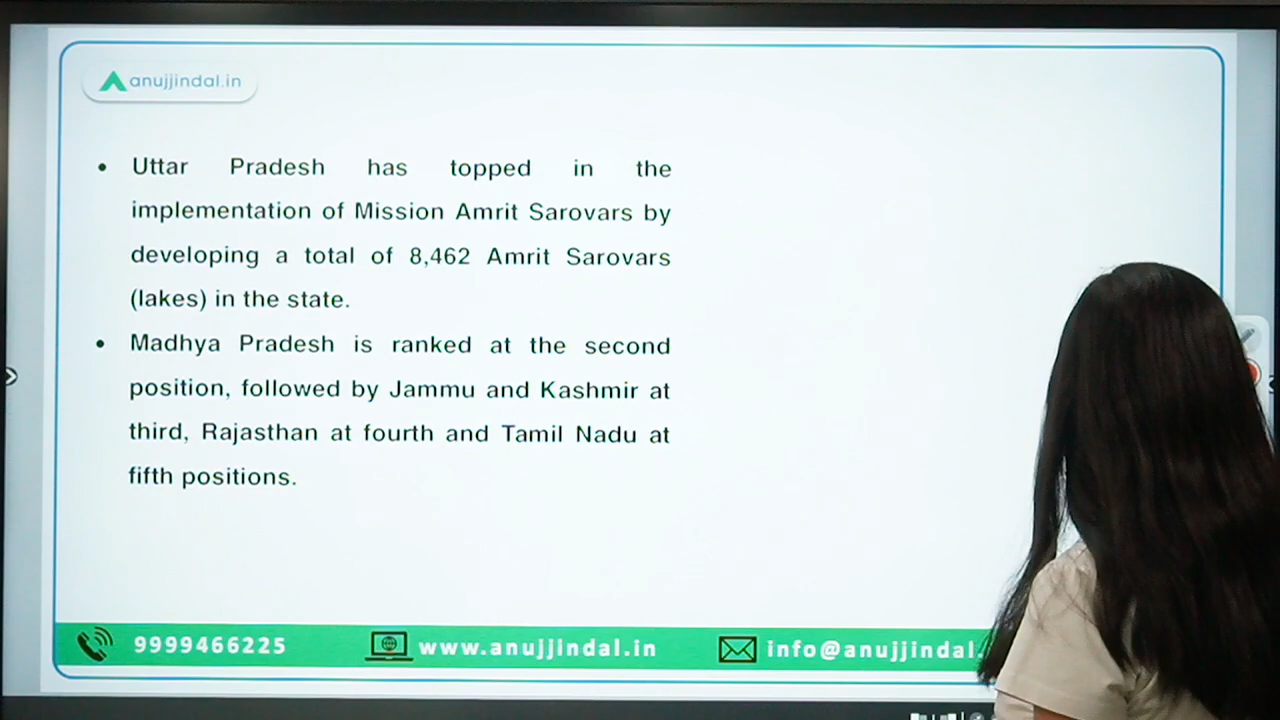 anujjindal.in
• Uttar Pradesh has topped in the
implementation of Mission Amrit Sarovars by
developing a total of 8,462 Amrit Sarovars
(lakes) in the state.
• Madhya Pradesh is ranked at the second
position, followed by Jammu and Kashmir at
third, Rajasthan at fourth and Tamil Nadu at
fifth positions.
9999466225 www.anujjindal.in info@anujjindal.